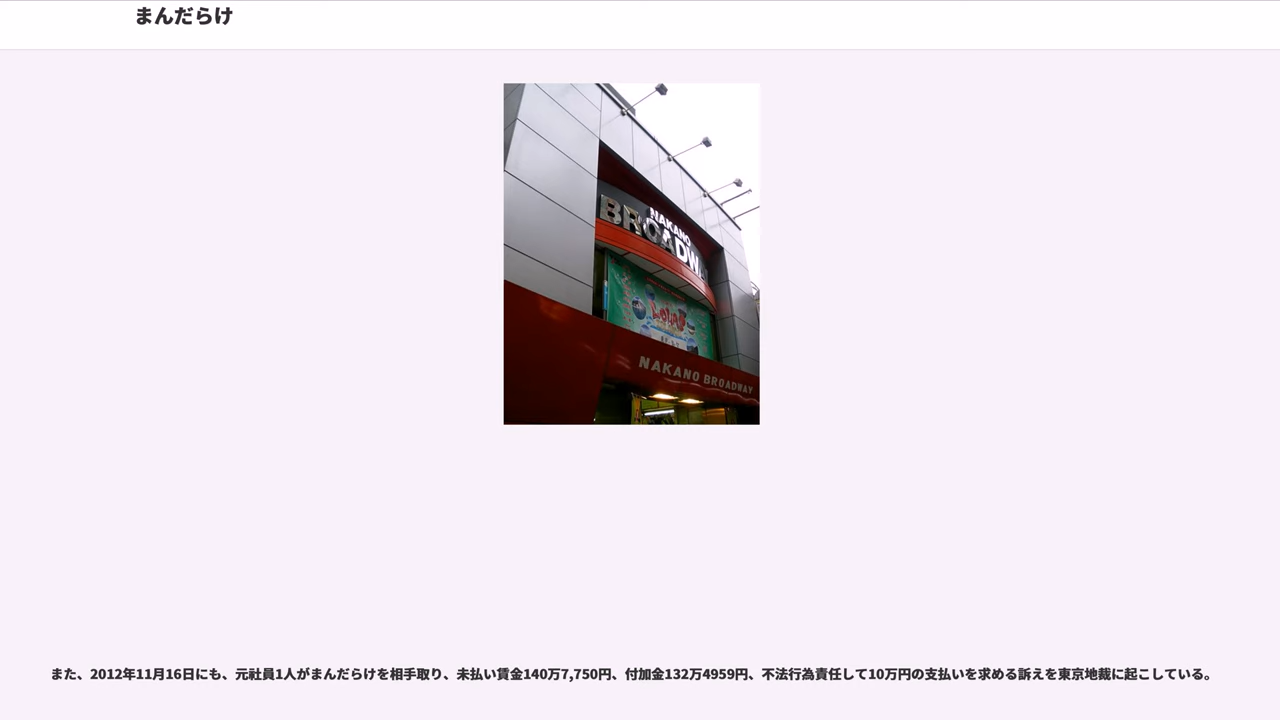 まんだらけ
NAKANO
BROADWAY
NAKANO BROADWAY
また、2012年11月16日にも、元社員1人がまんだらけを相手取り、未払い賃金140万7,750円、付加金132万4959円、不法行為責任して10万円の支払いを求める訴えを東京地裁に起こしている。